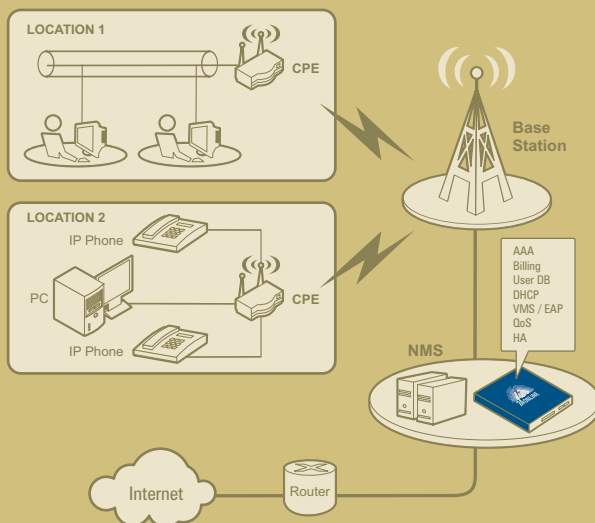 LOCATION 1
CPE
Base
Station
LOCATION 2
IP Phone
PC
CPE
IP Phone
AAA
Billing
User DB
DHCP
VMS / EAP
QoS
HA
NMS
24ONLINE
Internet
Router